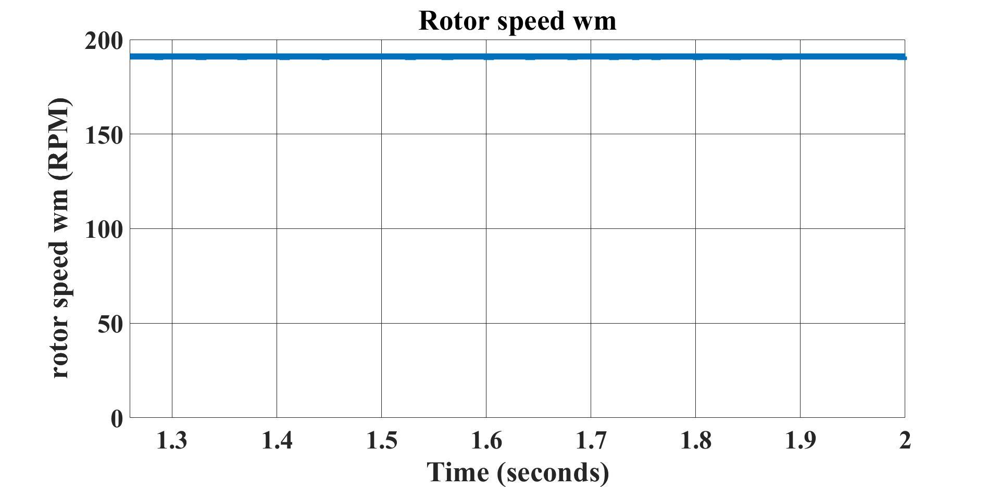 Rotor speed wm
200
150
100
50
0
rotor speed wm (RPM)
1.3 1.4 1.5 1.6 1.7 1.8 1.9 2
Time (seconds)